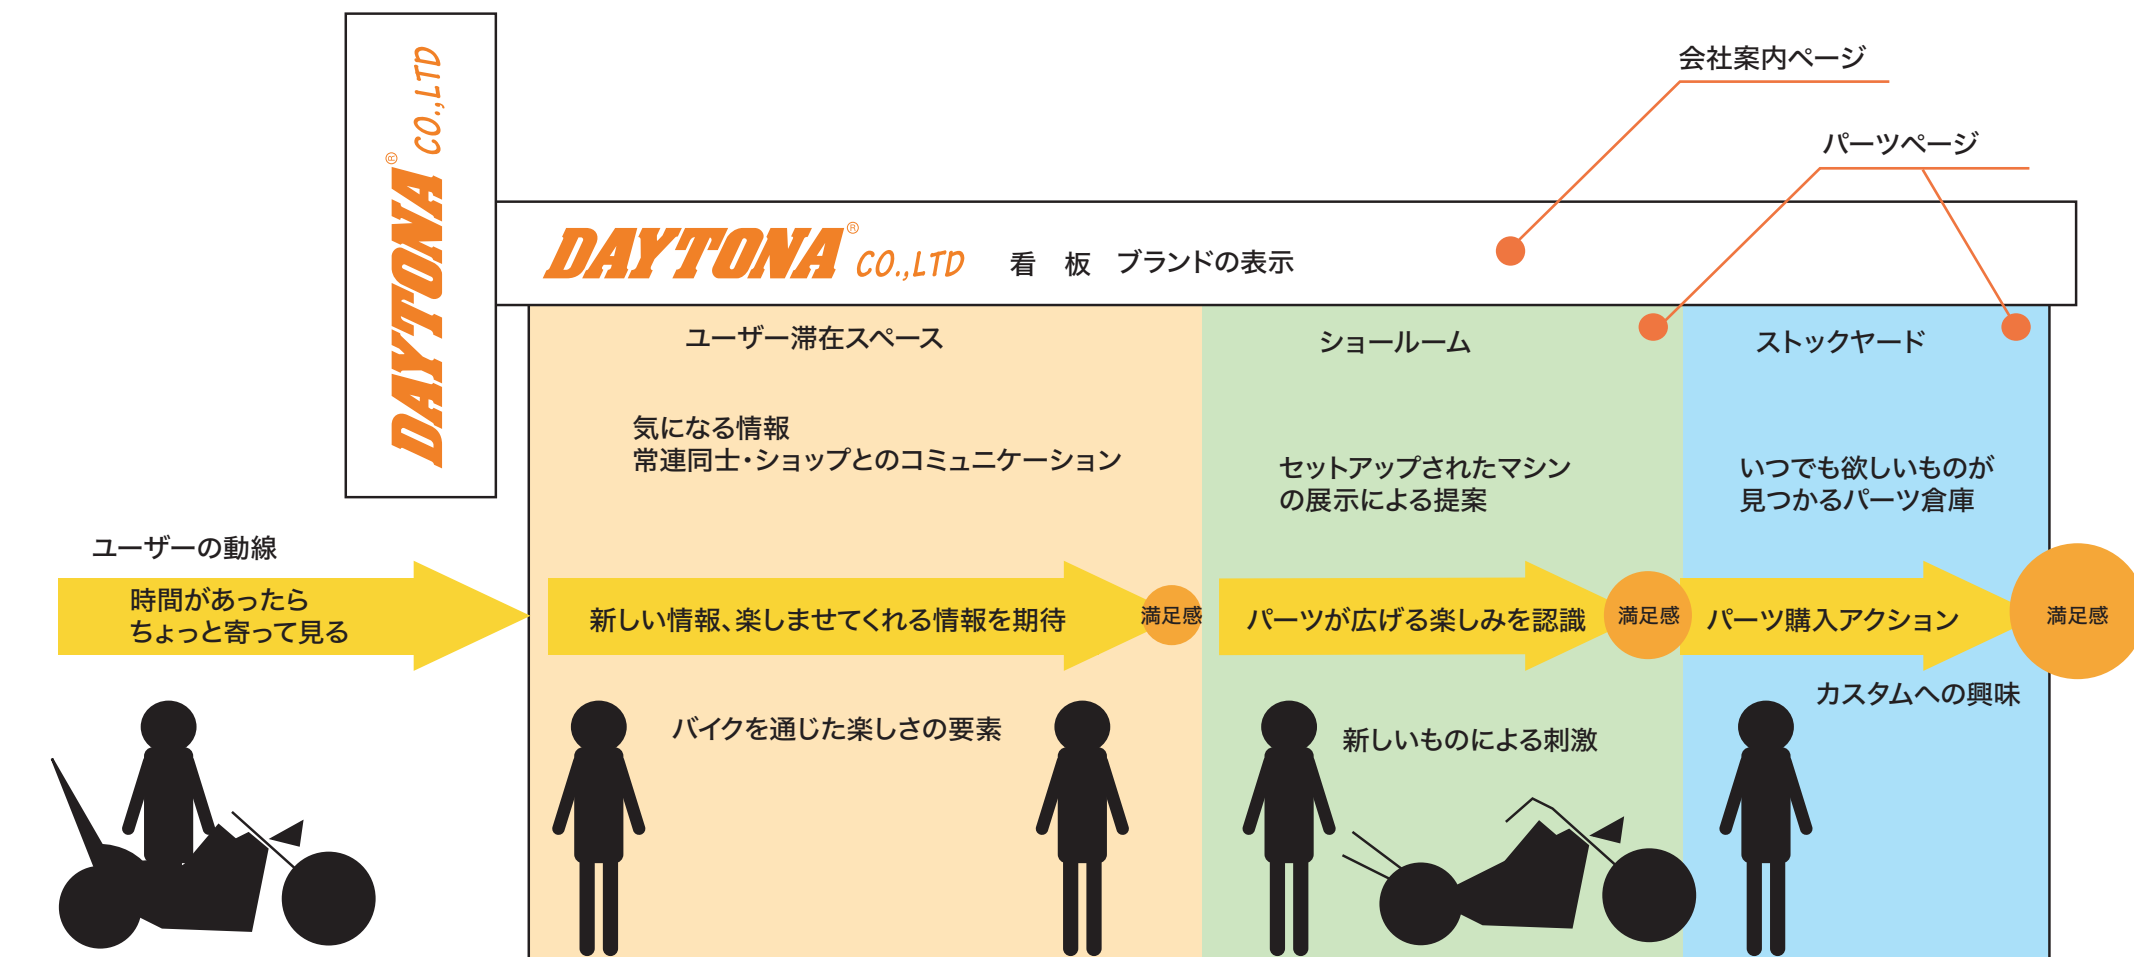 DAYTONA® CO.,LTD
会社案内ページ
パーツページ
DAYTONA® CO.,LTD 看 板 ブランドの表示
ユーザー滞在スペース
気になる情報
常連同士・ショップとのコミュニケーション
ショールーム
セットアップされたマシン
の展示による提案
ストックヤード
いつでも欲しいものが
見つかるパーツ倉庫
ユーザーの動線
時間があったら
ちょっと寄って見る
新しい情報、楽しませてくれる情報を期待
満足感
パーツが広げる楽しみを認識
満足感
パーツ購入アクション
満足感
バイクを通じた楽しさの要素
新しいものによる刺激
カスタムへの興味